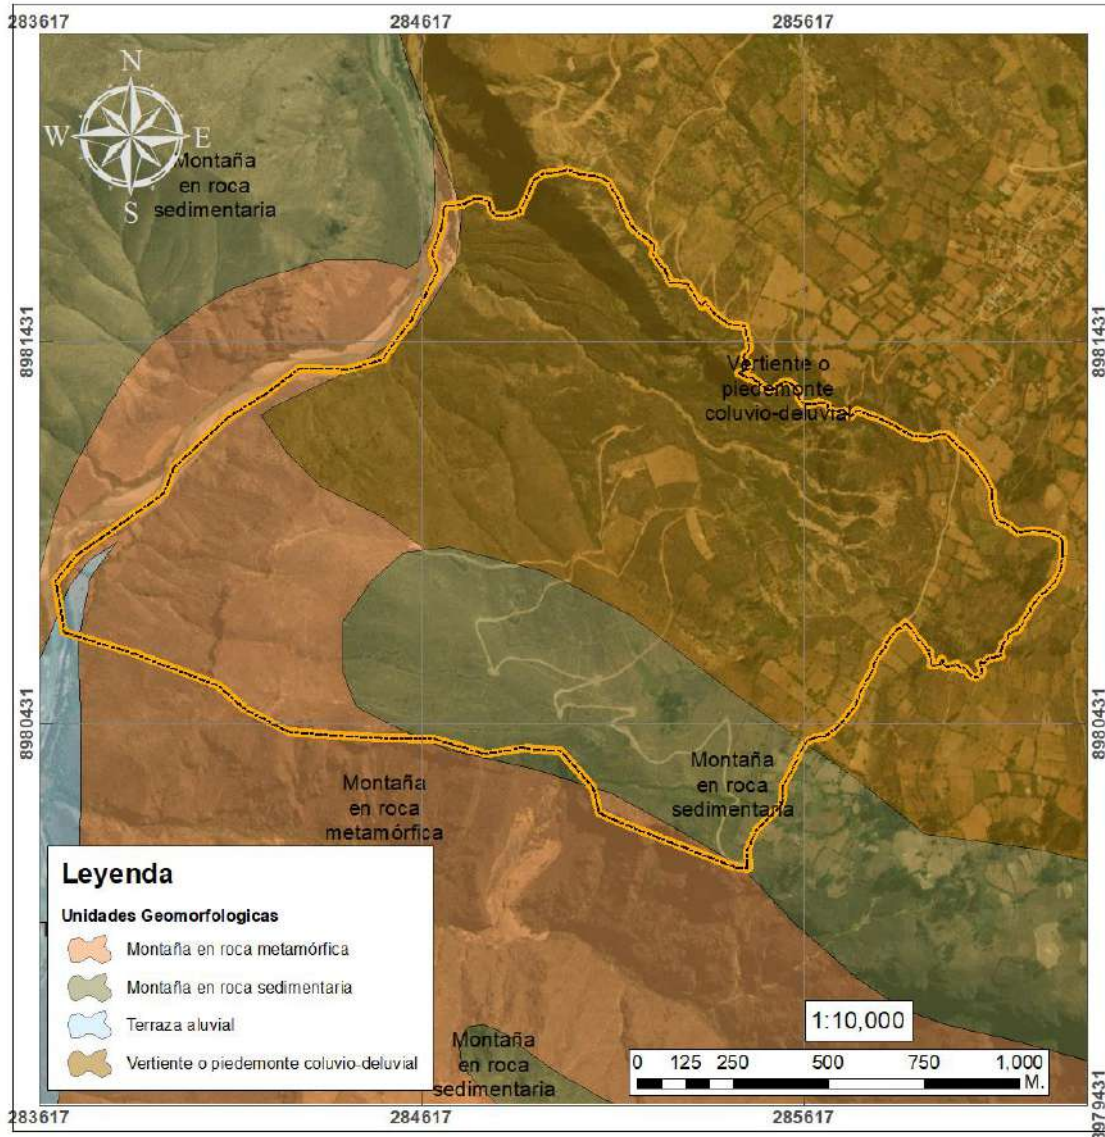 283617 284617 285617
N
W E
S
Montaña
en roca
sedimentaria
8981431 8981431
Vertiente o
piedemonte
coluvio-deluvial
8980431 8980431
Montaña
en roca
metamórfica
Montaña
en roca
sedimentaria
Leyenda
Unidades Geomorfologicas
Montaña en roca metamórfica
Montaña en roca sedimentaria
Terraza aluvial
Vertiente o piedemonte coluvio-deluvial
Montaña
en roca
sedimentaria
1:10,000
0 125 250 500 750 1,000
M.
8979431
283617 284617 285617